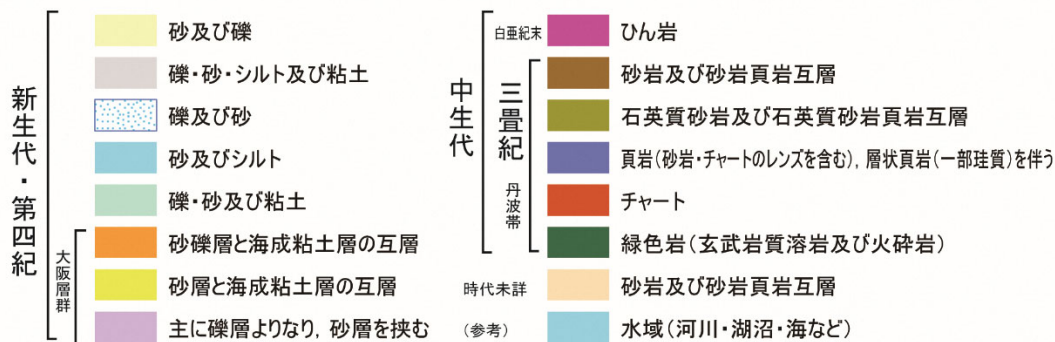 新生代・第四紀
砂及び礫
礫・砂・シルト及び粘土
礫及び砂
砂及びシルト
礫・砂及び粘土
大阪層群
砂礫層と海成粘土層の互層
砂層と海成粘土層の互層
主に礫層よりなり，砂層を挟む
中生代
白亜紀末
ひん岩
三畳紀
丹波帯
砂岩及び砂岩頁岩互層
石英質砂岩及び石英質砂岩頁岩互層
頁岩（砂岩・チャートのレンズを含む），層状頁岩（一部珪質）を伴う
チャート
緑色岩（玄武岩質溶岩及び火砕岩）
時代未詳
砂岩及び砂岩頁岩互層
（参考）
水域（河川・湖沼・海など）